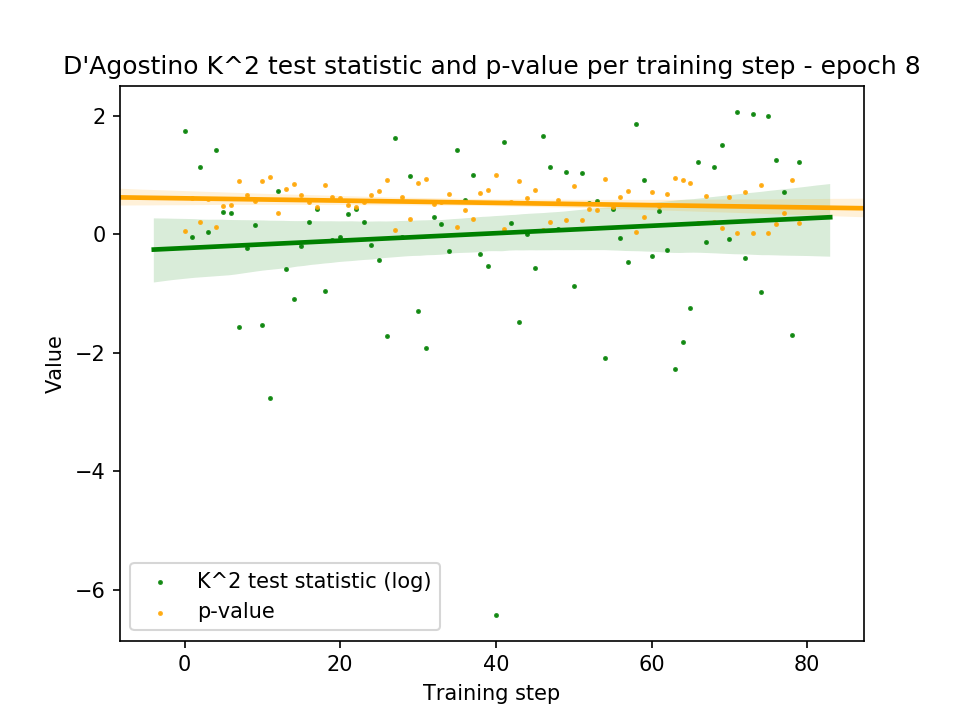 D'Agostino K^2 test statistic and p-value per training step - epoch 8
2
0
−2
−4
−6
Value
K^2 test statistic (log)
p-value
0
20
40
60
80
Training step